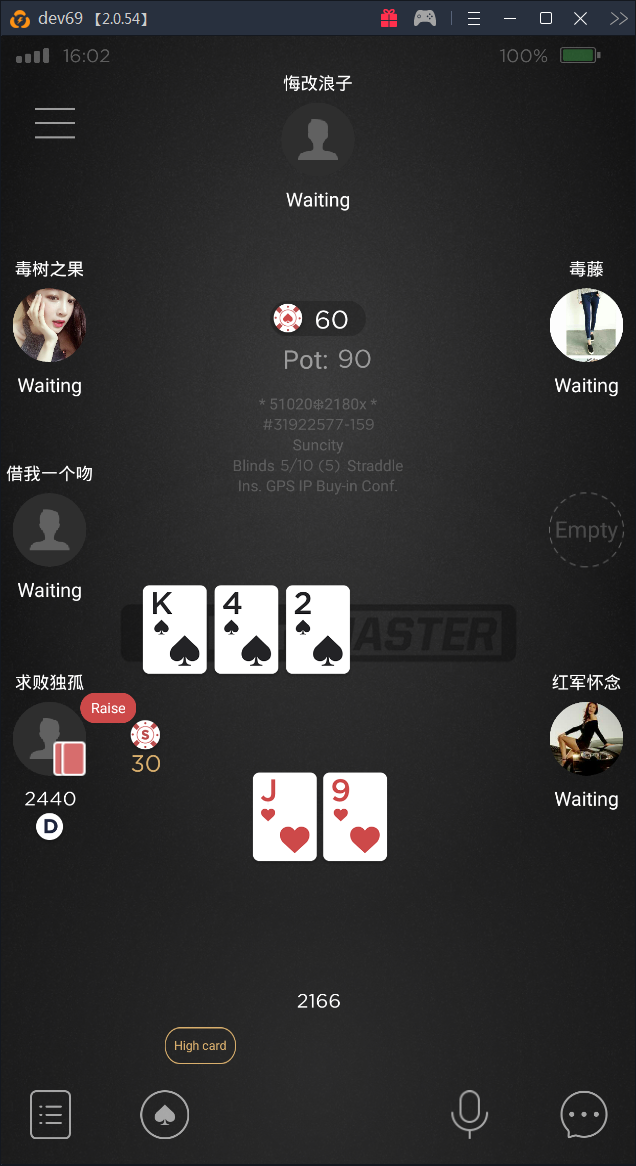 dev69 【2.0.54】
16:02 100%
悔改浪子
Waiting
毒树之果
毒藤
Waiting
Waiting
60
Pot: 90
* 51020❄2180x *
#31922577-159
Suncity
Blinds 5/10 (5) Straddle
Ins. GPS IP Buy-in Conf.
借我一个吻
Waiting
Empty
K 4 2
MASTER
求败独孤
红军怀念
Raise
S
30
2440
D
Waiting
J 9
2166
High card